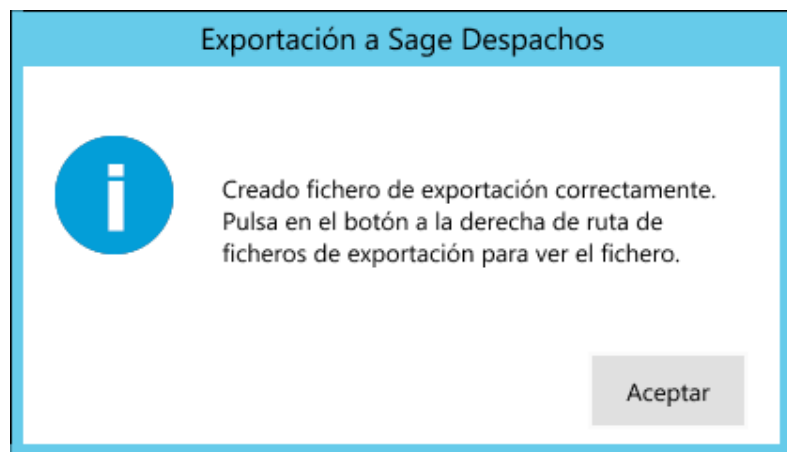 Exportación a Sage Despachos
Creado fichero de exportación correctamente.
Pulsa en el botón a la derecha de ruta de
ficheros de exportación para ver el fichero.
Aceptar